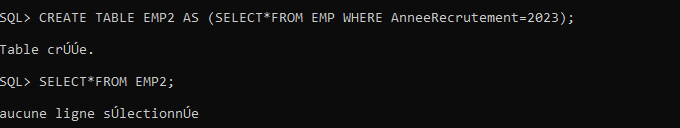 SQL> CREATE TABLE EMP2 AS (SELECT*FROM EMP WHERE AnneeRecrutement=2023);
Table crÚÚe.
SQL> SELECT*FROM EMP2;
aucune ligne sÚlectionnÚe